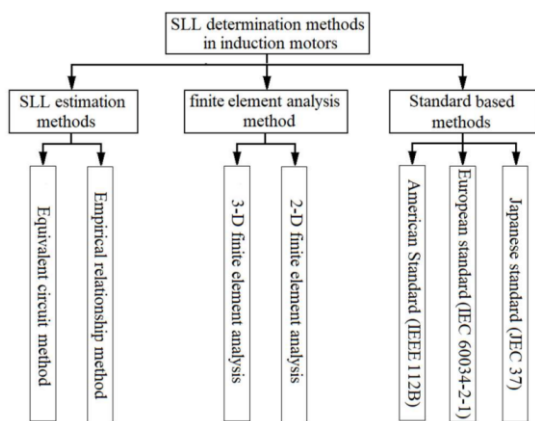 SLL determination methods
in induction motors
SLL estimation
methods
finite element analysis
method
Standard based
methods
Equivalent circuit method
Empirical relationship method
3-D finite element analysis
2-D finite element analysis
American Standard (IEEE 112B)
European standard (IEC 60034-2-1)
Japanese standard (JEC 37)